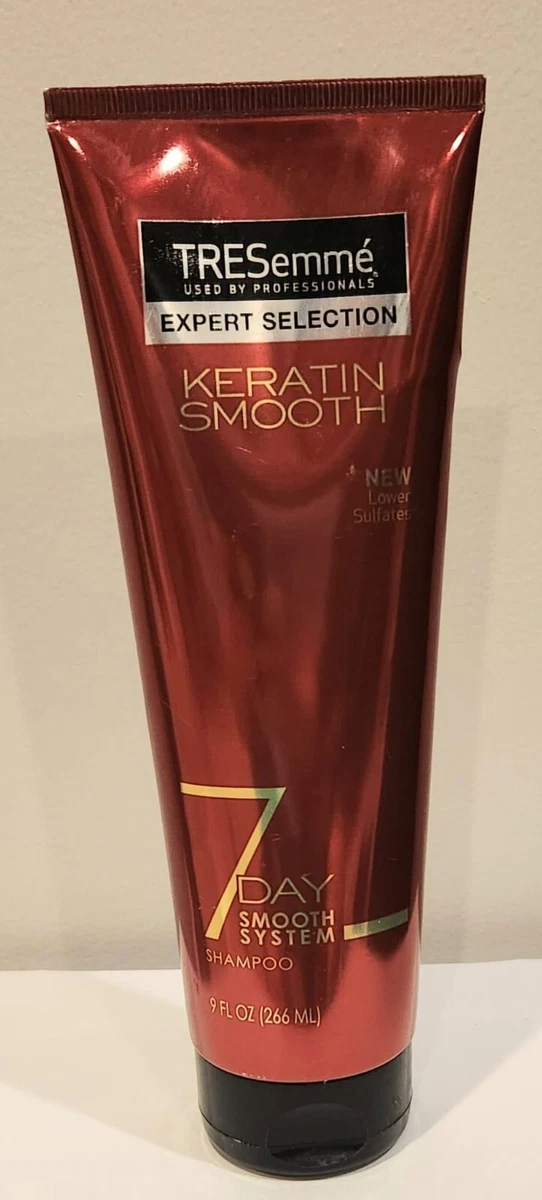 TRESemmé
USED BY PROFESSIONALS
EXPERT SELECTION
KERATIN
SMOOTH
NEW
Lower
Sulfates
7
DAY
SMOOTH
SYSTEM
SHAMPOO
9 FL OZ (266 ML)